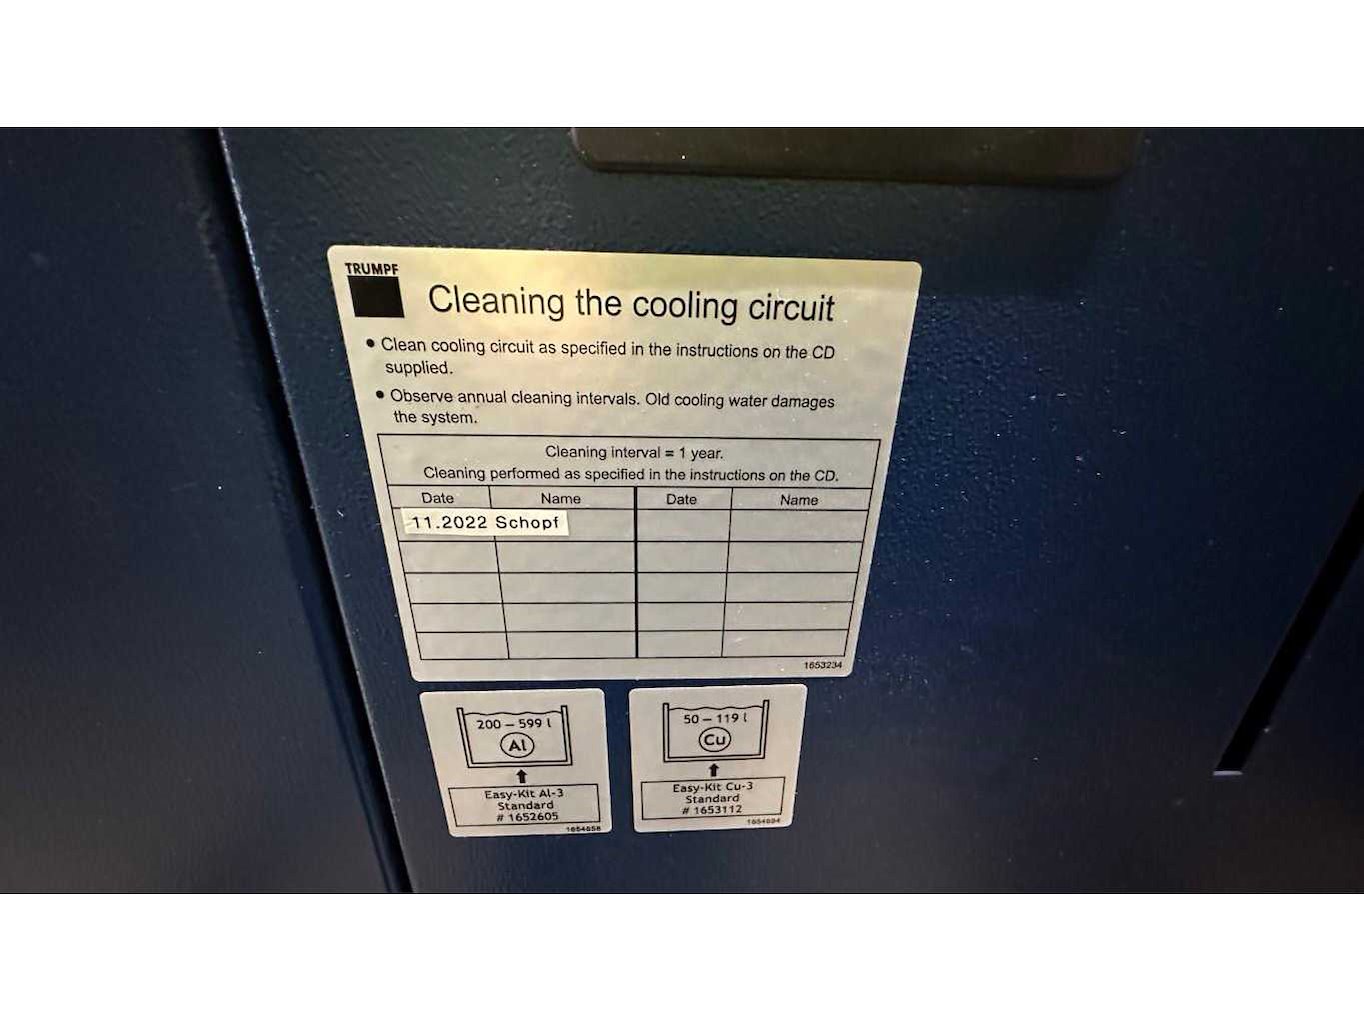 TRUMPF
Cleaning the cooling circuit
• Clean cooling circuit as specified in the instructions on the CD
supplied.
• Observe annual cleaning intervals. Old cooling water damages
the system.
Cleaning interval = 1 year.
Cleaning performed as specified in the instructions on the CD.
Date Name Date Name
11.2022 Schopf
1653234
200 – 599 l
Al
Easy-Kit Al-3
Standard
# 1652605
1654658
50 – 119 l
Cu
Easy-Kit Cu-3
Standard
# 1653112
1654694